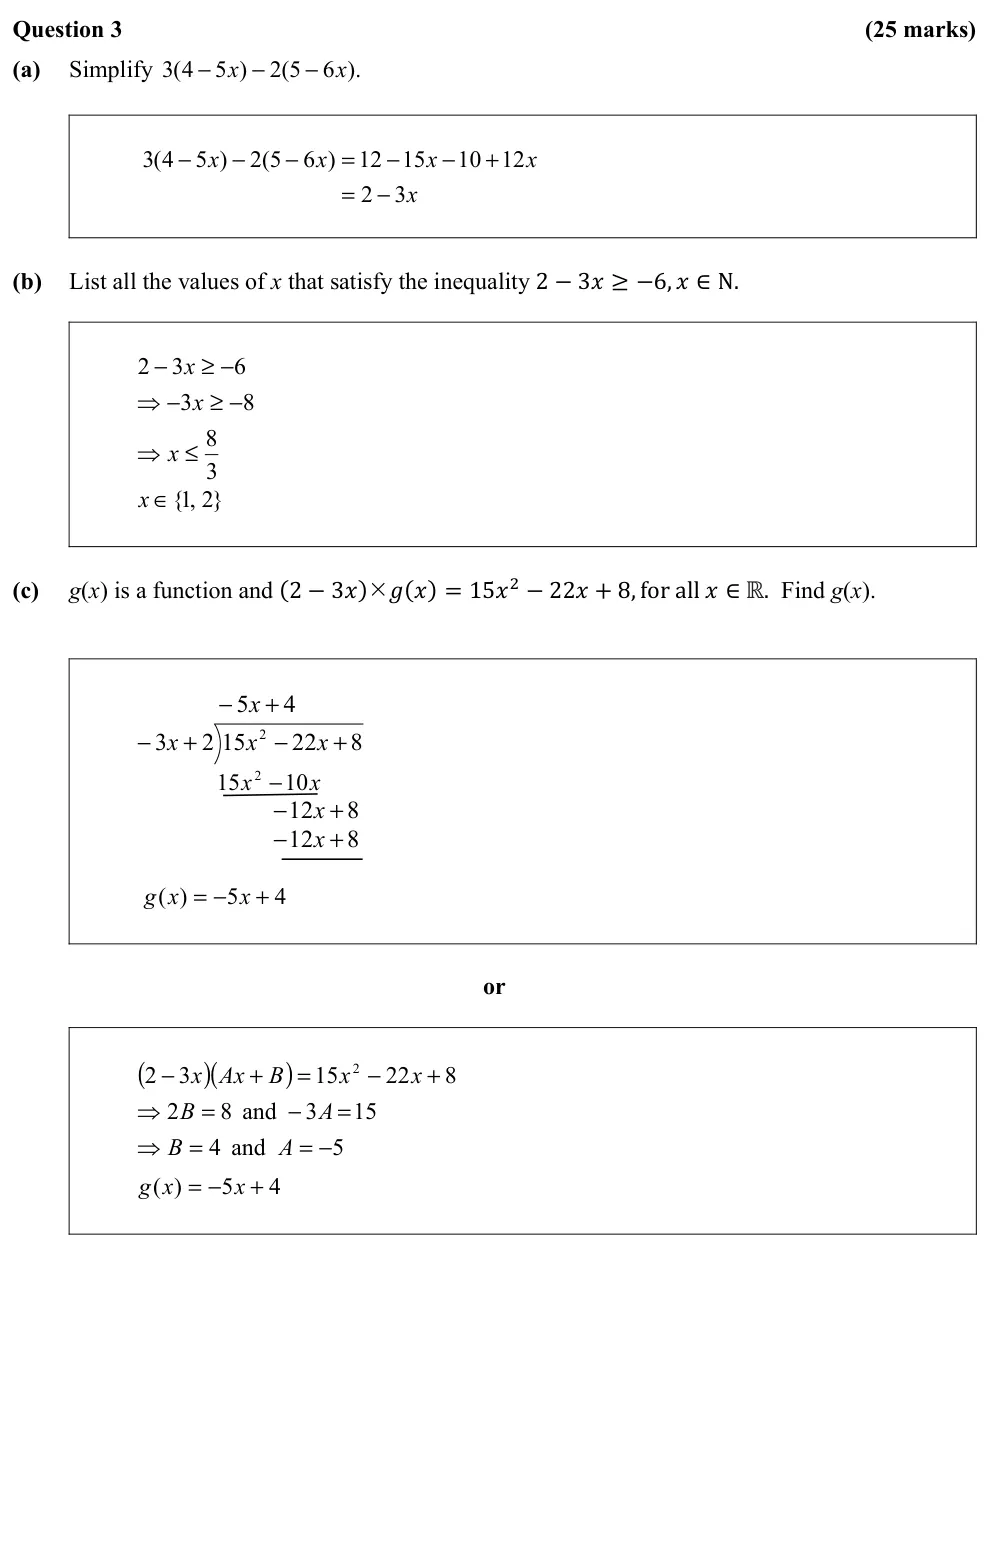 Question 3 (25 marks)
(a) Simplify 3(4 − 5x) − 2(5 − 6x).
3(4 − 5x) − 2(5 − 6x) = 12 − 15x − 10 + 12x
= 2 − 3x
(b) List all the values of x that satisfy the inequality 2 − 3x ≥ −6, x ∈ N.
2 − 3x ≥ −6
⇒ −3x ≥ −8
⇒ x ≤ 8/3
x ∈ {1, 2}
(c) g(x) is a function and (2 − 3x)×g(x) = 15x² − 22x + 8, for all x ∈ ℝ. Find g(x).
− 5x + 4
− 3x + 2)15x² − 22x + 8
15x² − 10x
−12x + 8
−12x + 8
g(x) = −5x + 4
or
(2 − 3x)(Ax + B) = 15x² − 22x + 8
⇒ 2B = 8 and − 3A = 15
⇒ B = 4 and A = −5
g(x) = −5x + 4